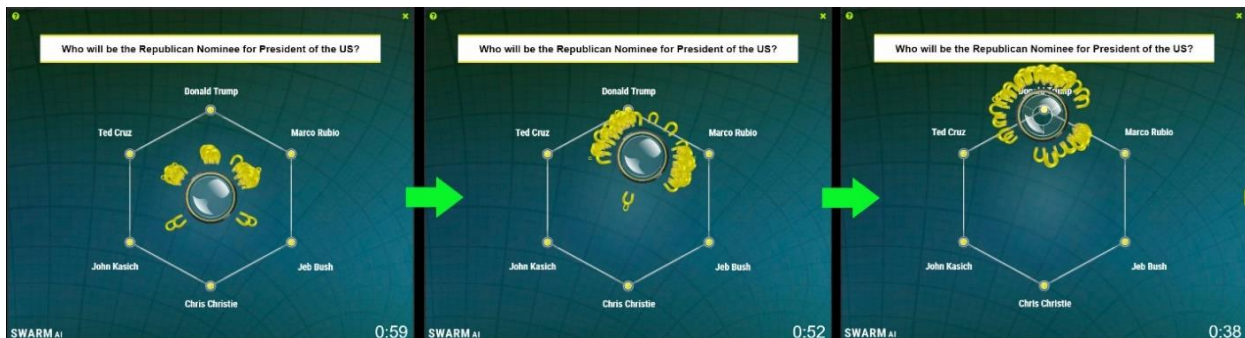 Who will be the Republican Nominee for President of the US?
Donald Trump
Ted Cruz
Marco Rubio
John Kasich
Jeb Bush
Chris Christie
SWARM AI
0:59
Who will be the Republican Nominee for President of the US?
Donald Trump
Ted Cruz
Marco Rubio
John Kasich
Jeb Bush
Chris Christie
SWARM AI
0:52
Who will be the Republican Nominee for President of the US?
Donald Trump
Ted Cruz
Marco Rubio
John Kasich
Jeb Bush
Chris Christie
SWARM AI
0:38